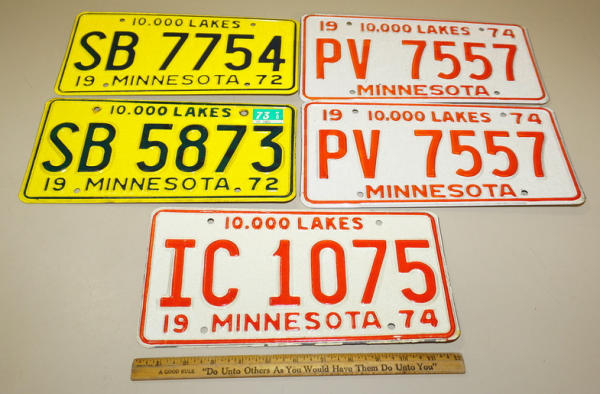 10.000 LAKES
SB 7754
19 MINNESOTA 72
19 10.000 LAKES 74
PV 7557
MINNESOTA
10.000 LAKES 73
SB 5873
19 MINNESOTA 72
19 10.000 LAKES 74
PV 7557
MINNESOTA
10.000 LAKES
IC 1075
19 MINNESOTA 74
A GOOD RULE "Do Unto Others As You Would Have Them Do Unto You"